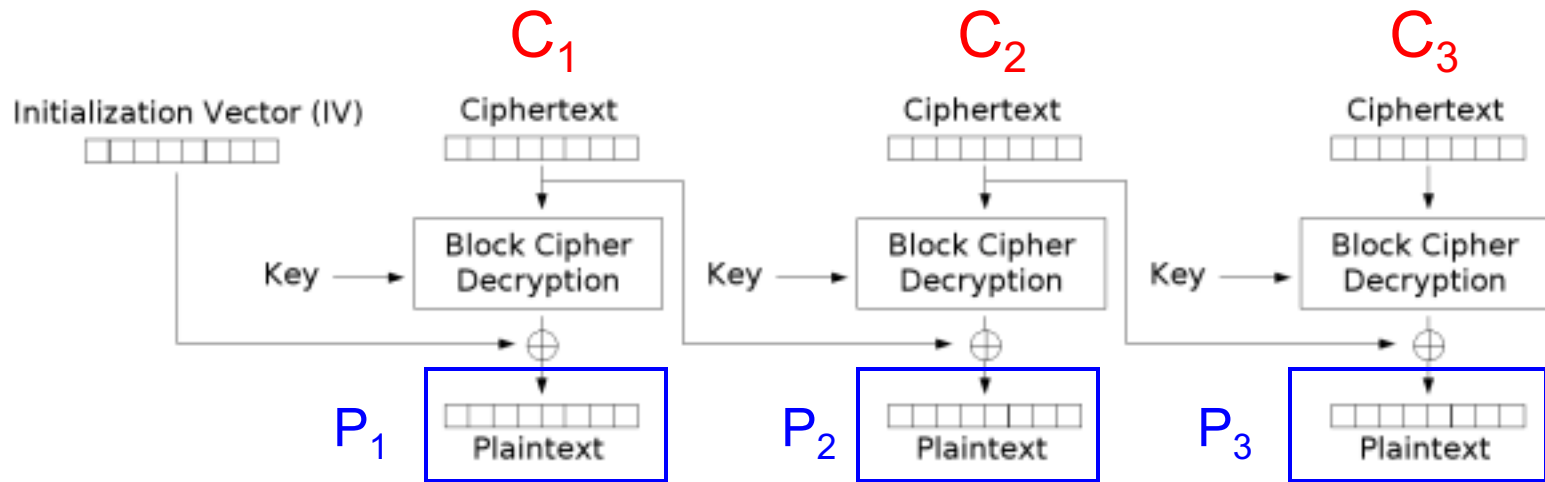 C1
C2
C3
Initialization Vector (IV)
Ciphertext
Ciphertext
Ciphertext
Key
Block Cipher
Decryption
Key
Block Cipher
Decryption
Key
Block Cipher
Decryption
P1
Plaintext
P2
Plaintext
P3
Plaintext